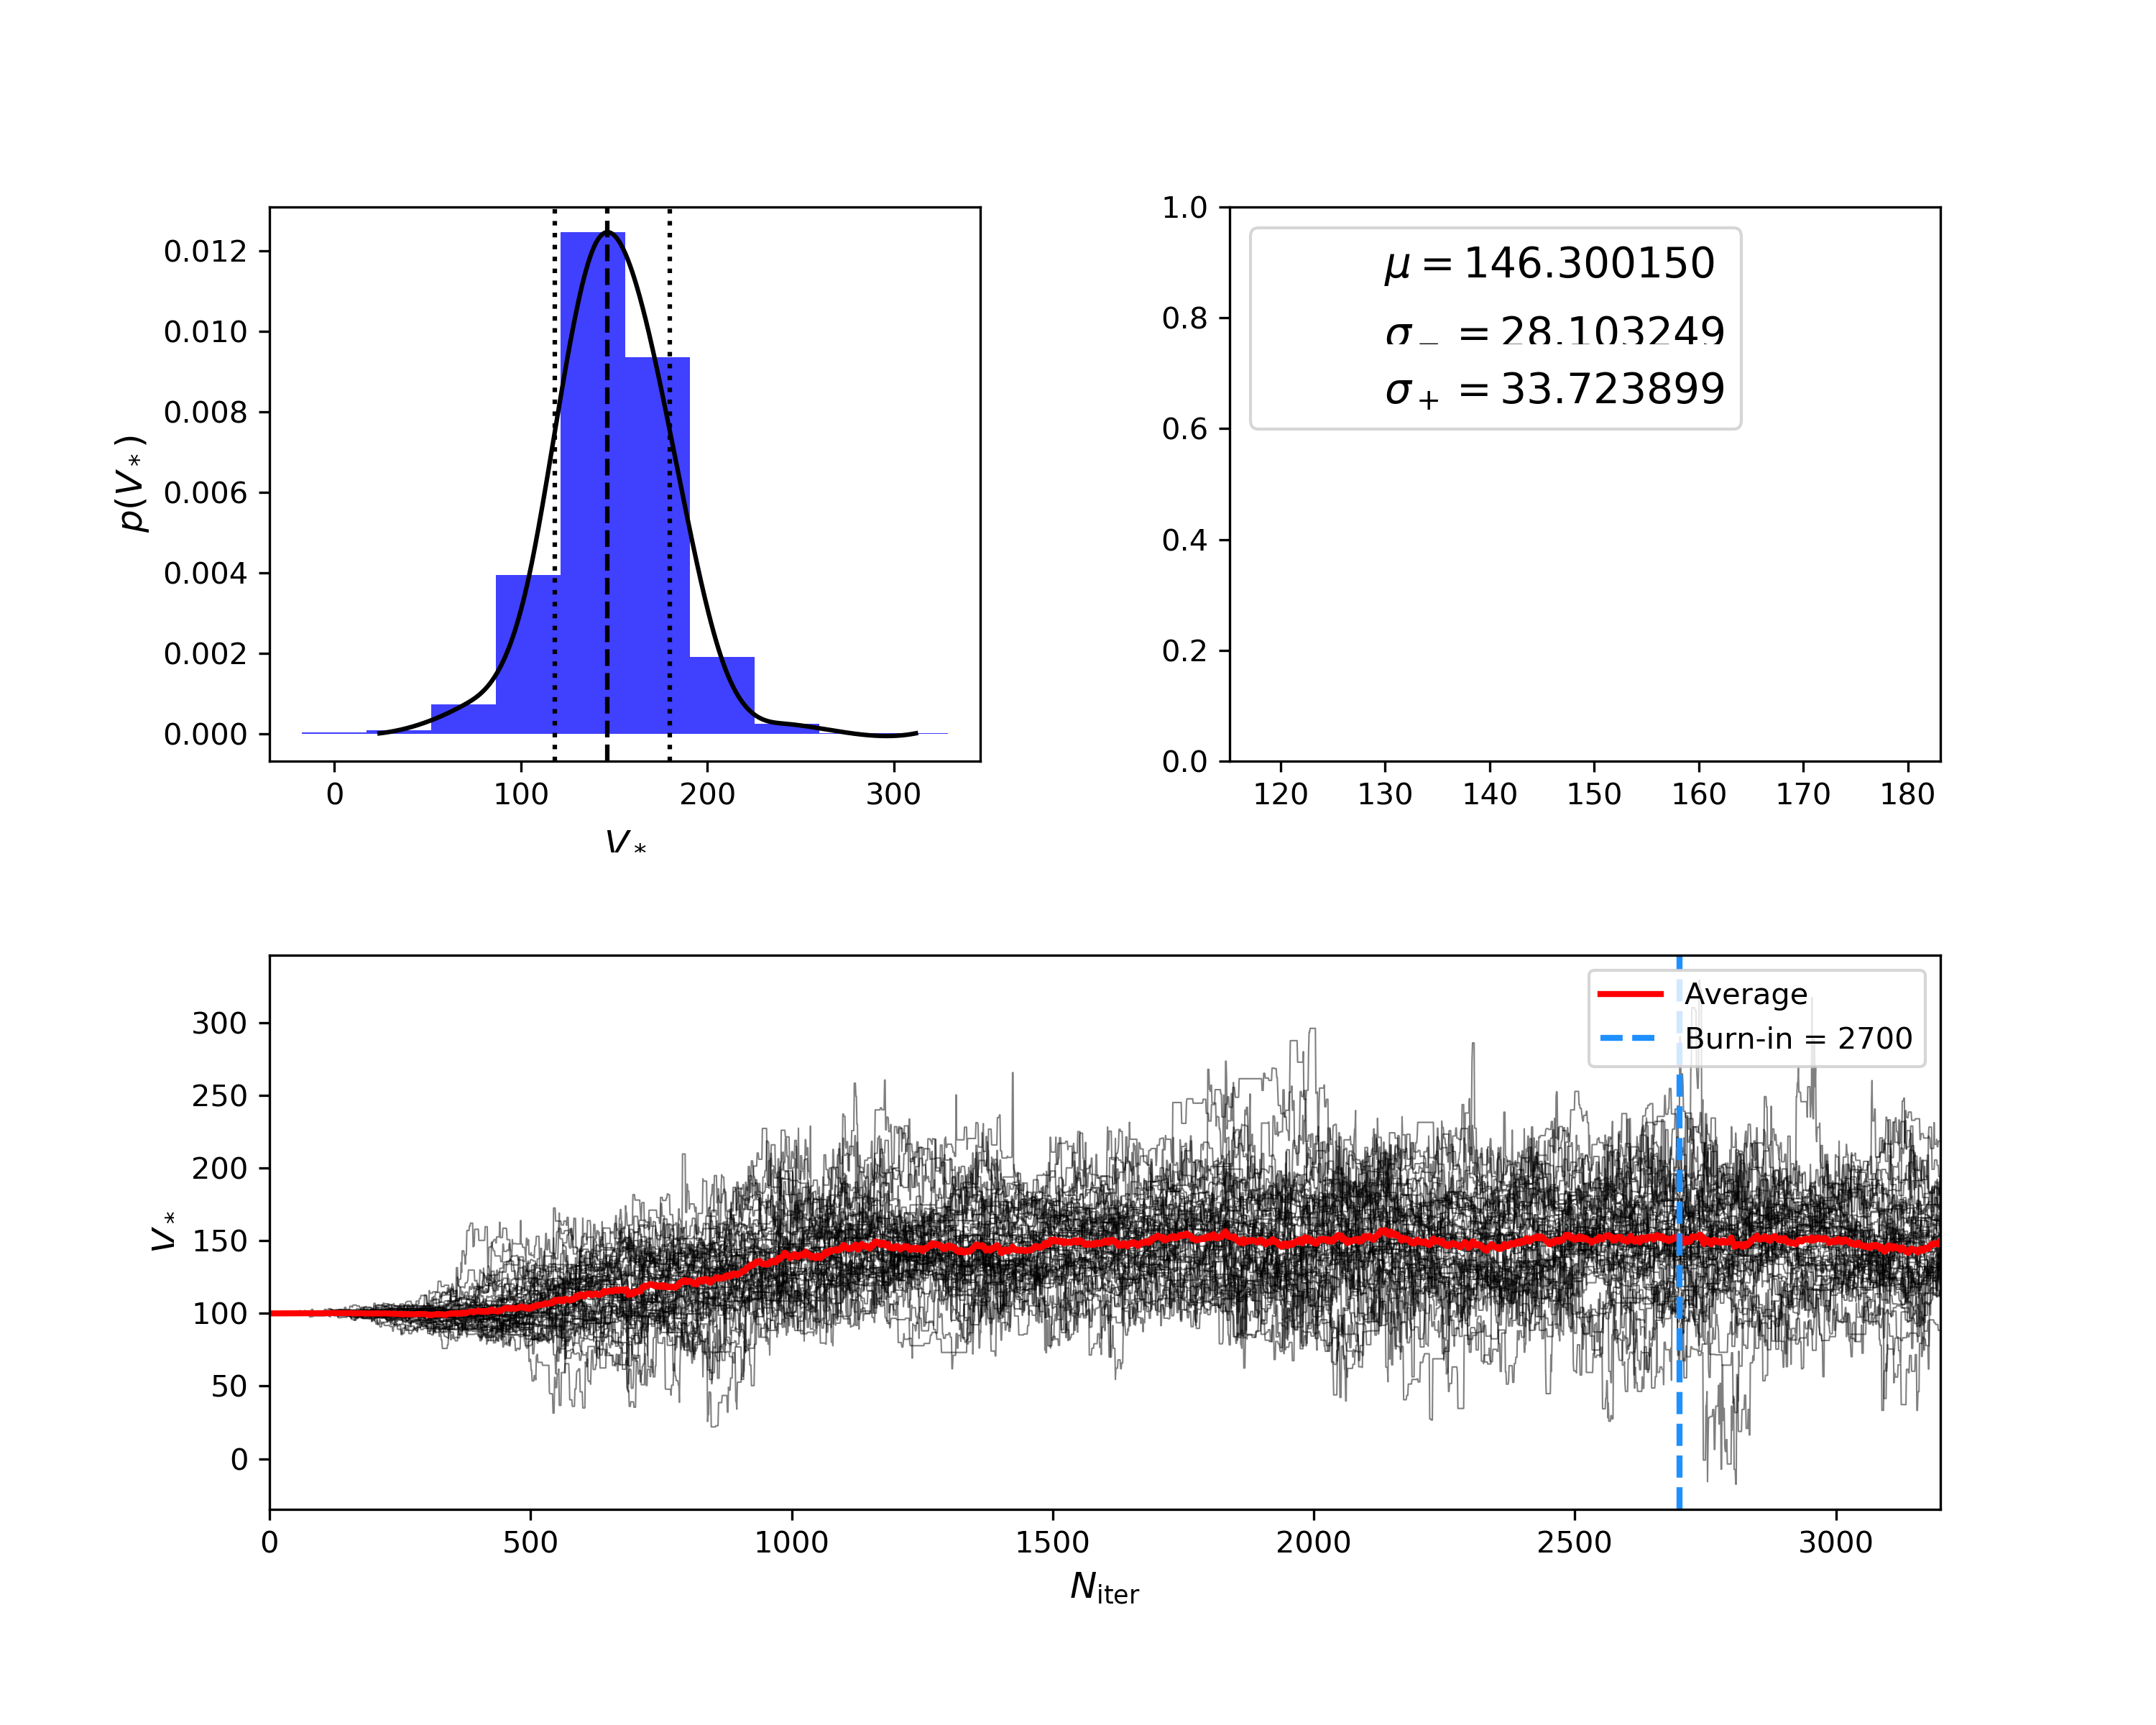 0.012
0.010
0.008
0.006
0.004
0.002
0.000
p(V*)
0 100 200 300
V*
1.0
0.8
0.6
0.4
0.2
0.0
μ = 146.300150
σ− = 28.103249
σ+ = 33.723899
120 130 140 150 160 170 180
300
250
200
150
100
50
0
V*
Average
Burn-in = 2700
0 500 1000 1500 2000 2500 3000
Niter